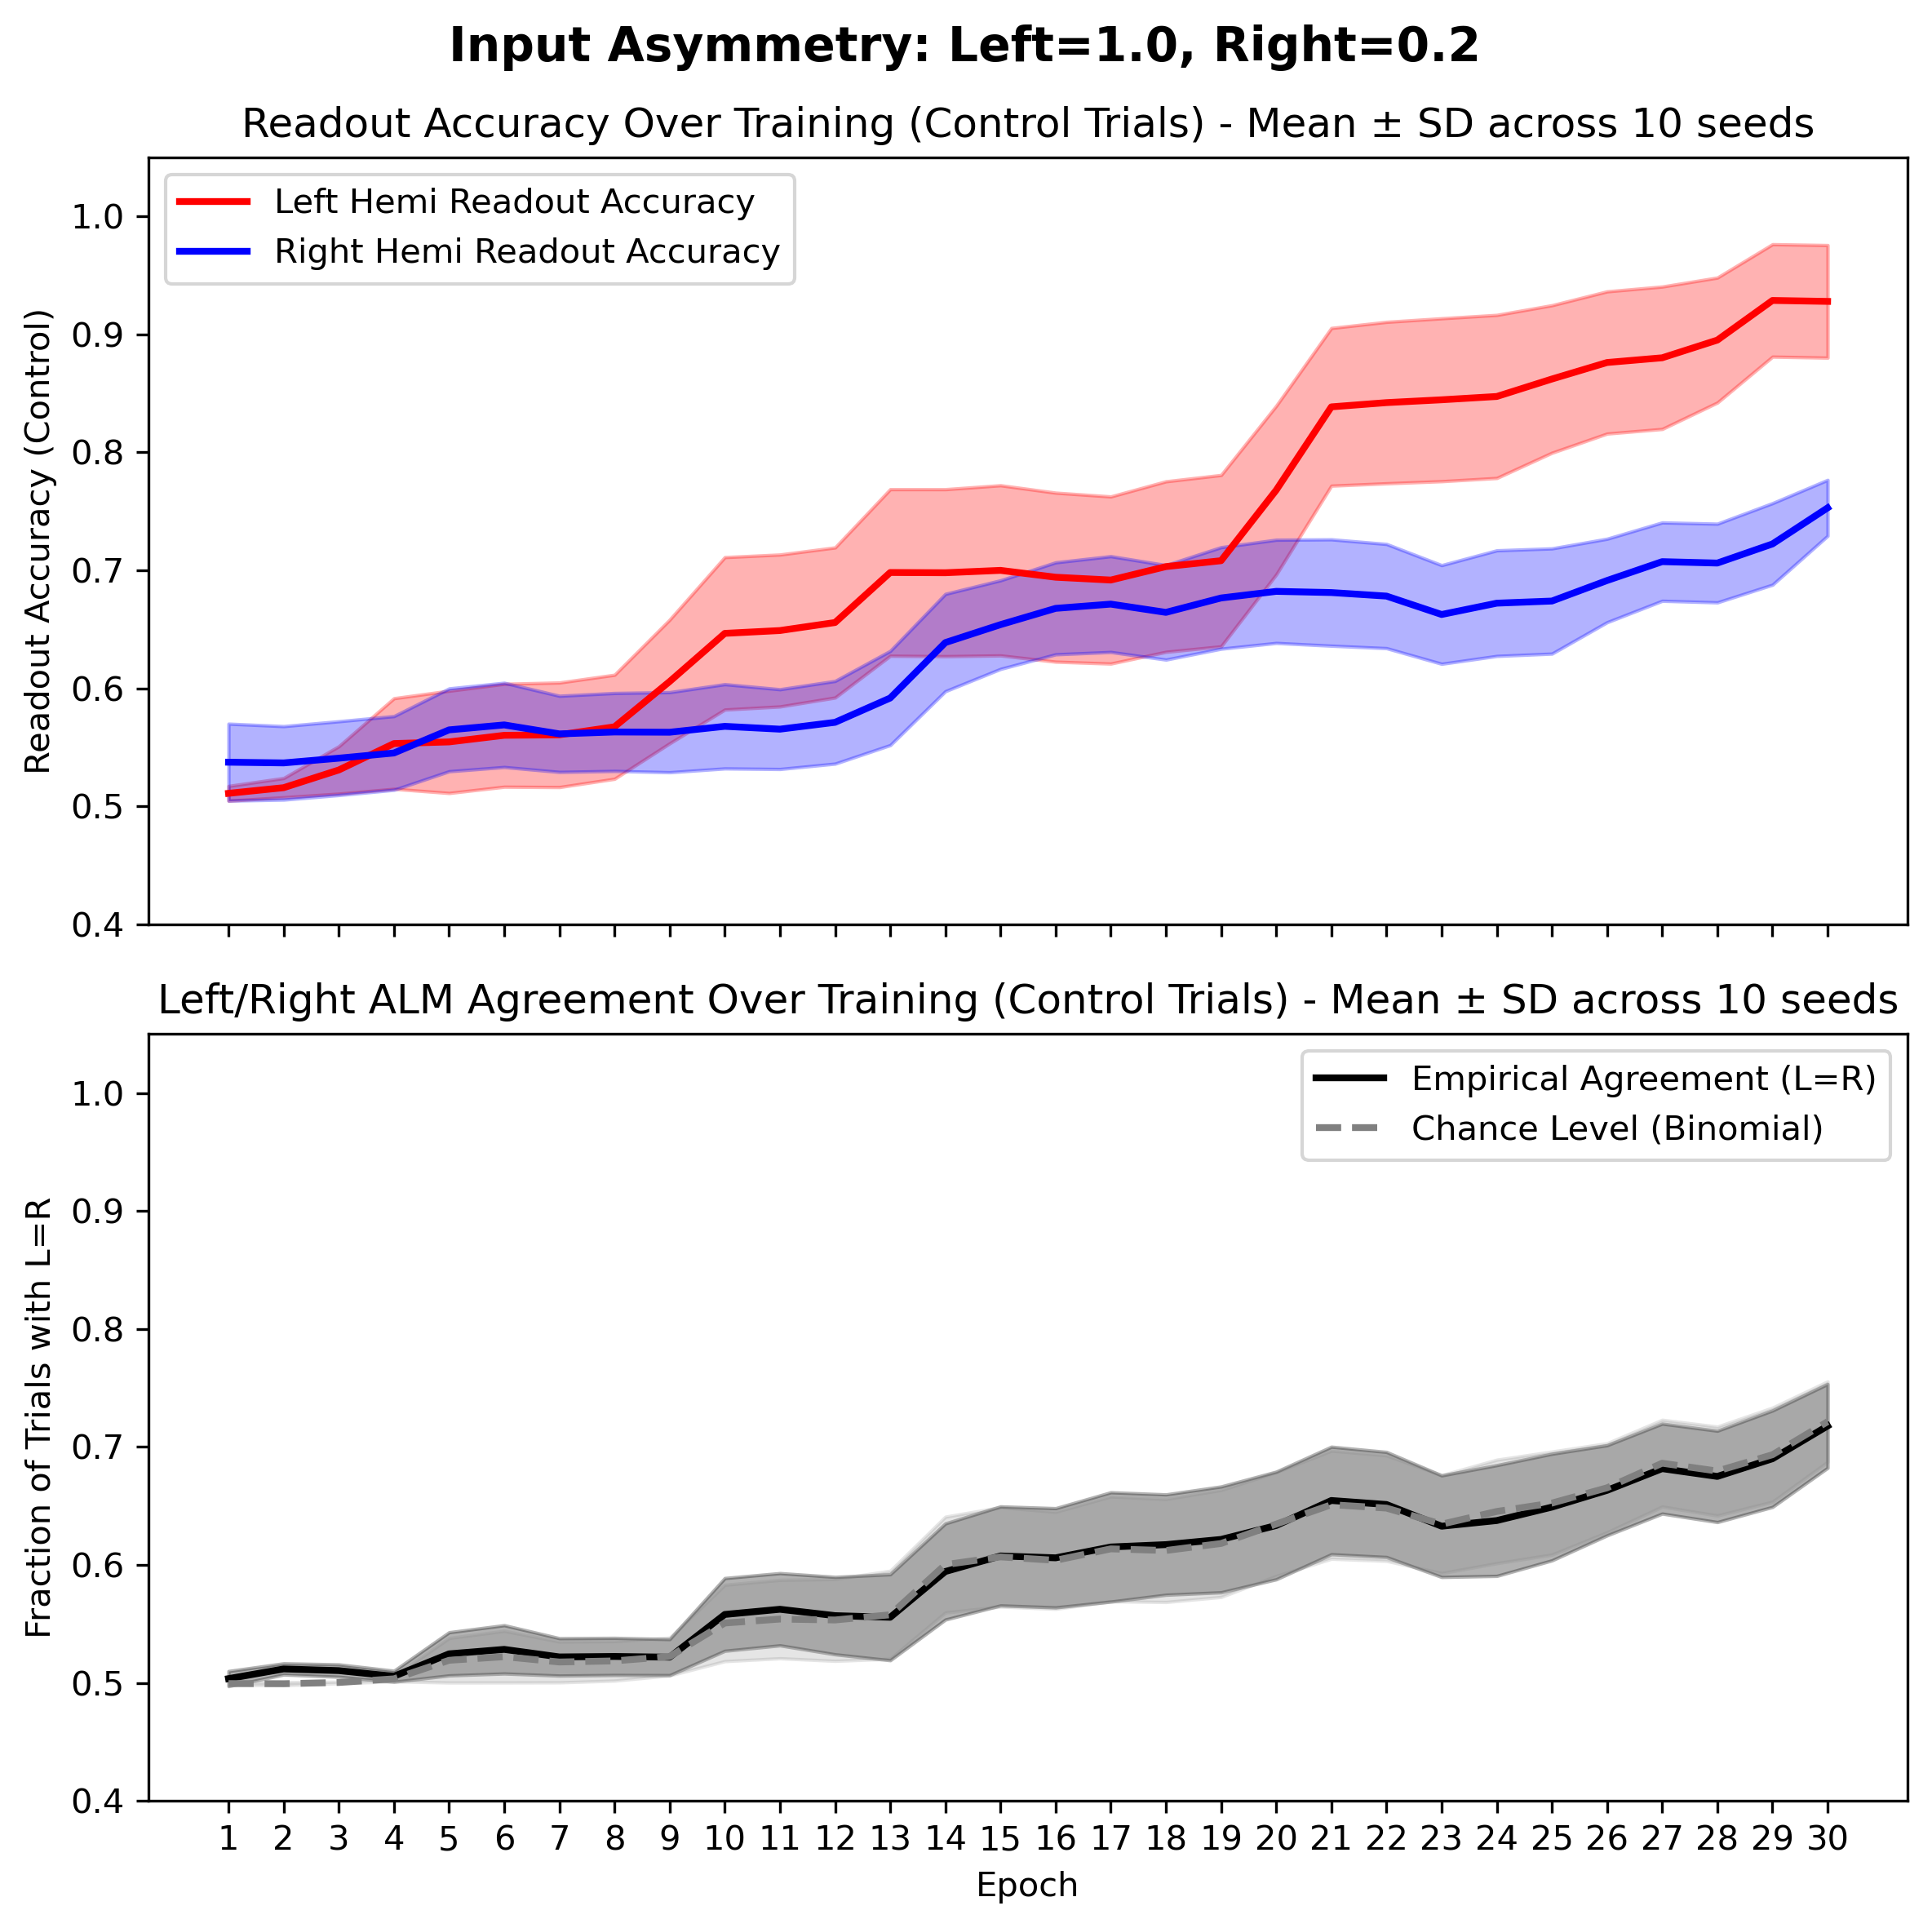 Input Asymmetry: Left=1.0, Right=0.2
Readout Accuracy Over Training (Control Trials) - Mean ± SD across 10 seeds
Left Hemi Readout Accuracy
Right Hemi Readout Accuracy
Readout Accuracy (Control)
1.0
0.9
0.8
0.7
0.6
0.5
0.4
Left/Right ALM Agreement Over Training (Control Trials) - Mean ± SD across 10 seeds
Empirical Agreement (L=R)
Chance Level (Binomial)
Fraction of Trials with L=R
1.0
0.9
0.8
0.7
0.6
0.5
0.4
1 2 3 4 5 6 7 8 9 10 11 12 13 14 15 16 17 18 19 20 21 22 23 24 25 26 27 28 29 30
Epoch